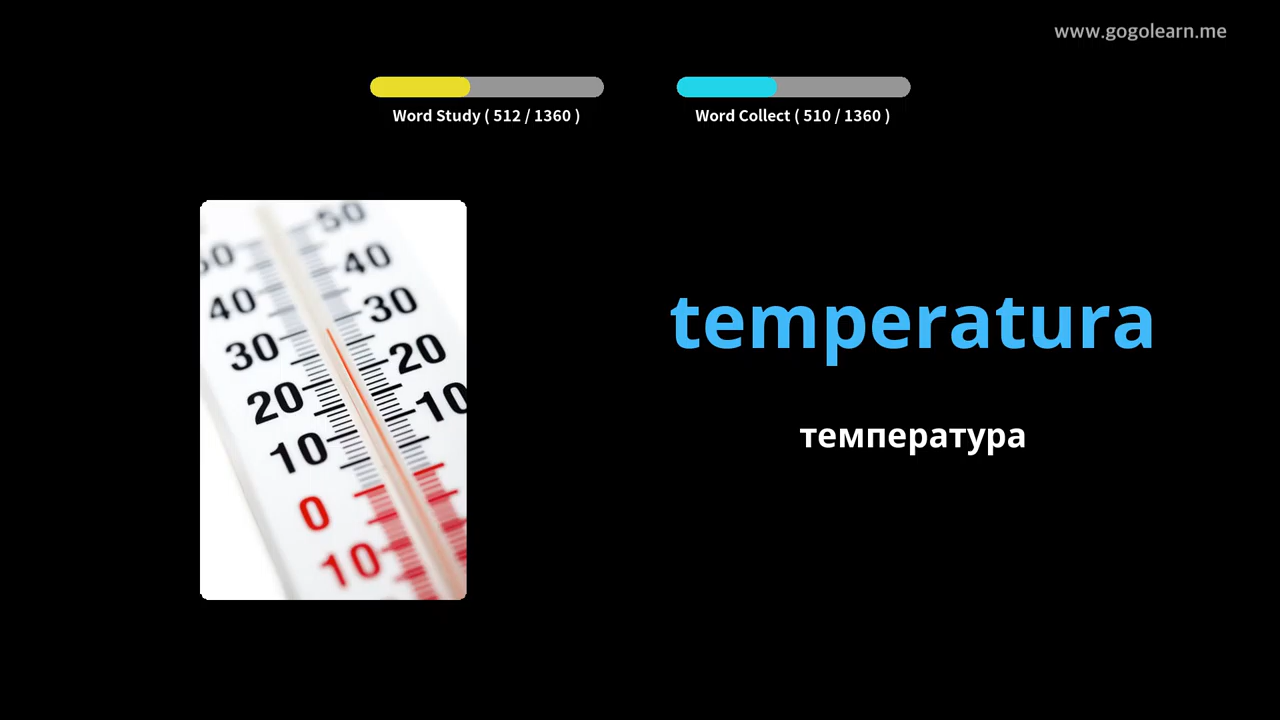 www.gogolearn.me
Word Study ( 512 / 1360 )
Word Collect ( 510 / 1360 )
50
40
40
30
30
20
20
10
10
0
10
temperatura
температура